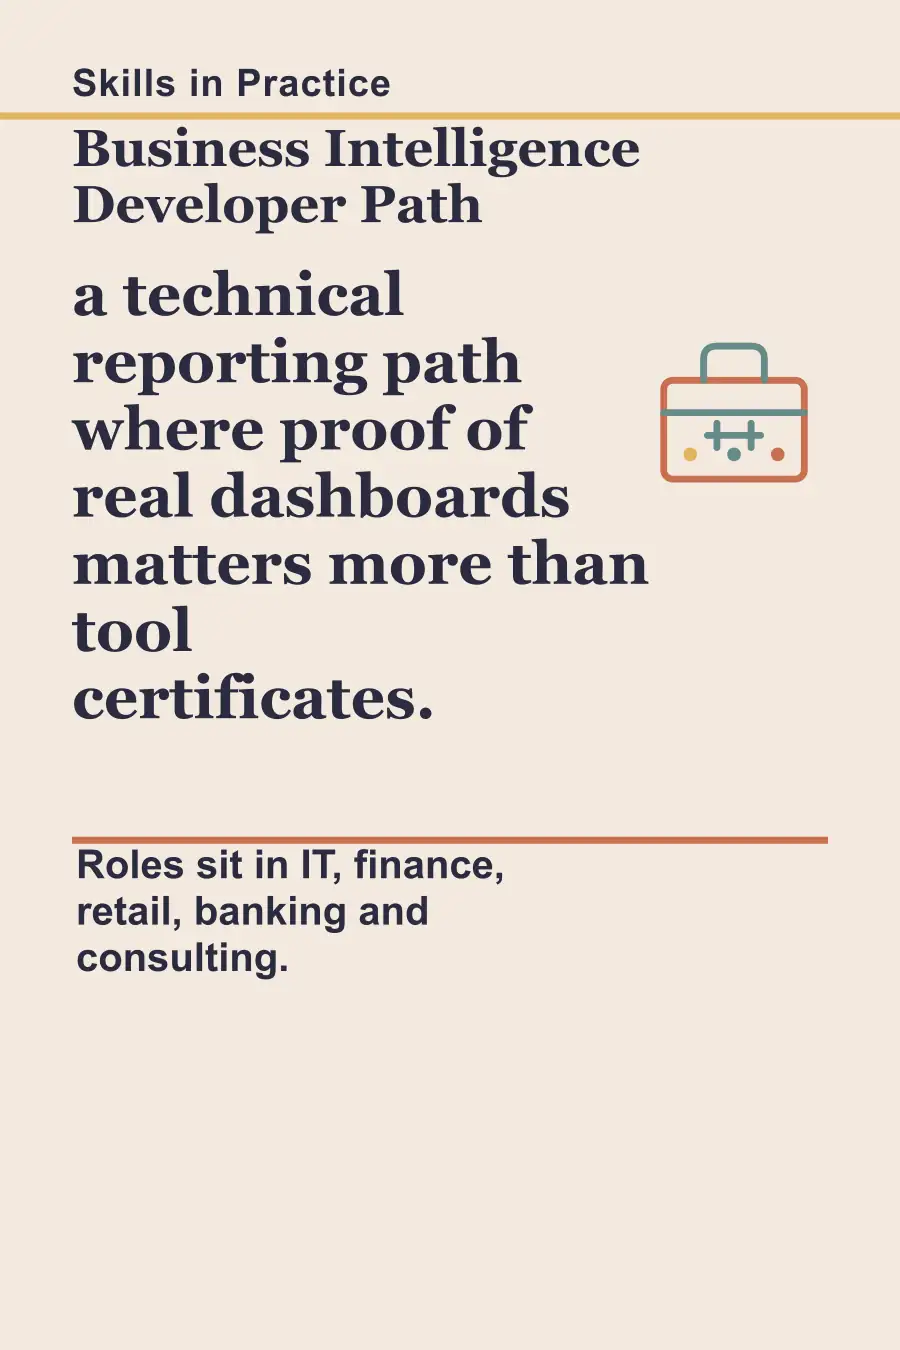 Skills in Practice
Business Intelligence
Developer Path
a technical
reporting path
where proof of
real dashboards
matters more than
tool
certificates.
Roles sit in IT, finance,
retail, banking and
consulting.